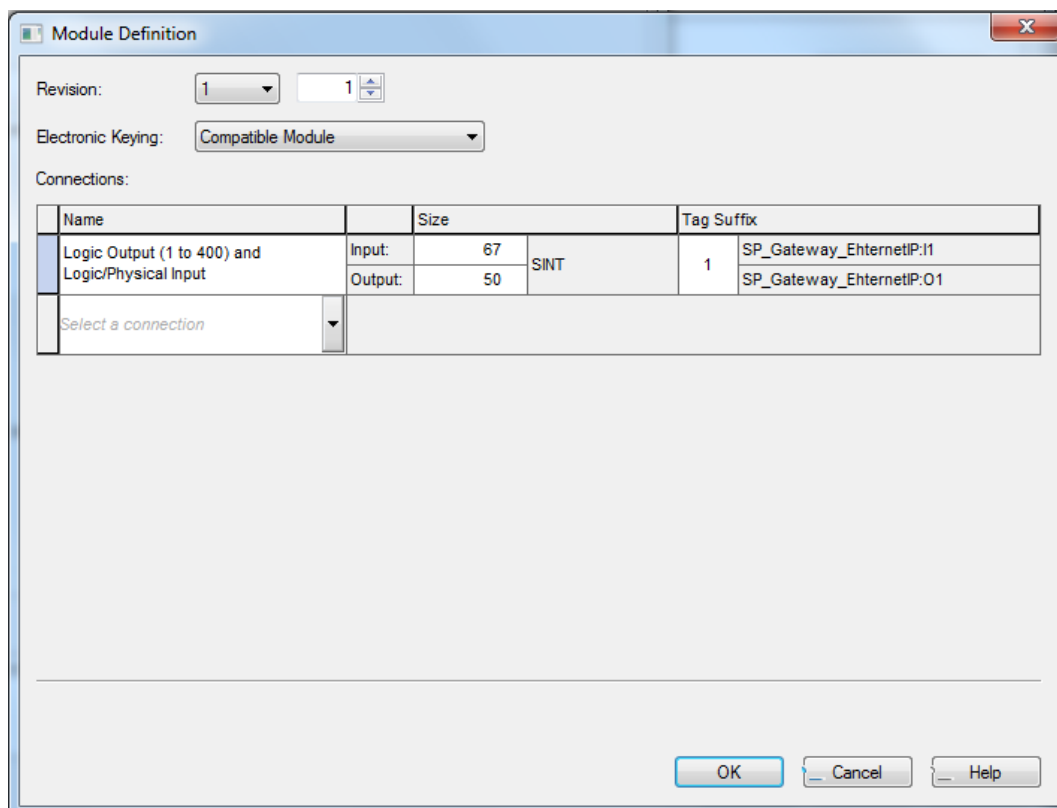 Module Definition
X
Revision:
1
1
Electronic Keying:
Compatible Module
Connections:
Name
Size
Tag Suffix
Logic Output (1 to 400) and
Logic/Physical Input
Input:
67
SINT
1
SP_Gateway_EhternetIP:I1
Output:
50
SP_Gateway_EhternetIP:O1
Select a connection
OK
Cancel
Help